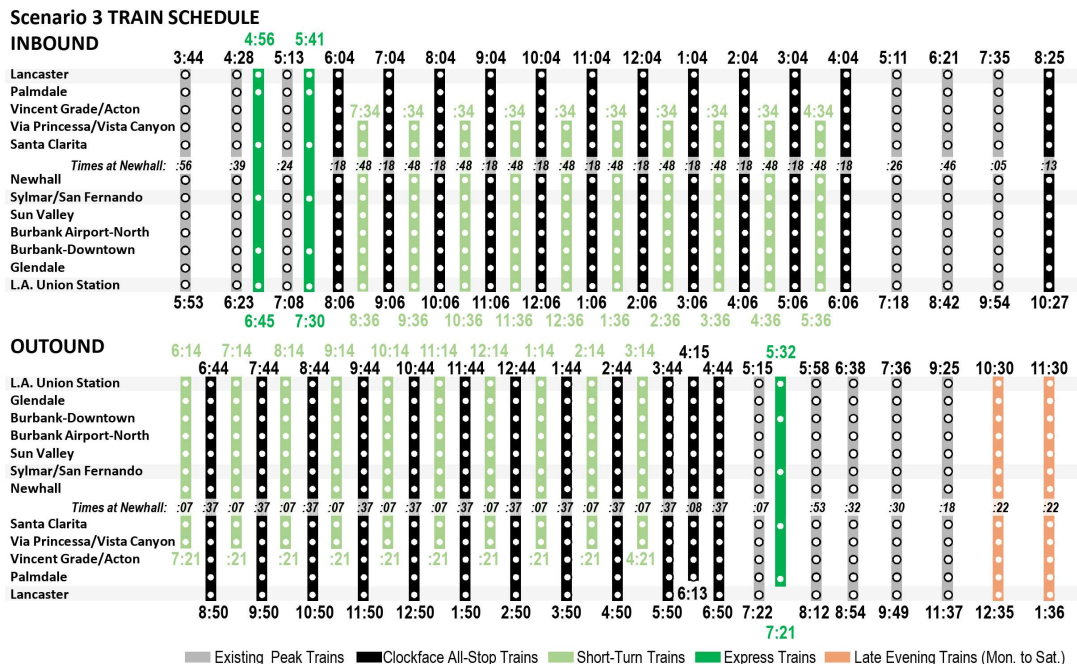 Scenario 3 TRAIN SCHEDULE
INBOUND
4:56 5:41
3:44 4:28 5:13 6:04 7:04 8:04 9:04 10:04 11:04 12:04 1:04 2:04 3:04 4:04 5:11 6:21 7:35 8:25
Lancaster
Palmdale
Vincent Grade/Acton 7:34 :34 :34 :34 :34 :34 :34 :34 :34 4:34
Via Princessa/Vista Canyon
Santa Clarita
Times at Newhall: :56 :39 :24 :18 :48 :18 :48 :18 :48 :18 :48 :18 :48 :18 :48 :18 :48 :18 :48 :18 :48 :18 :48 :18 :26 :46 :05 :13
Newhall
Sylmar/San Fernando
Sun Valley
Burbank Airport-North
Burbank-Downtown
Glendale
L.A. Union Station
5:53 6:23 7:08 8:06 9:06 10:06 11:06 12:06 1:06 2:06 3:06 4:06 5:06 6:06 7:18 8:42 9:54 10:27
6:45 7:30 8:36 9:36 10:36 11:36 12:36 1:36 2:36 3:36 4:36 5:36
OUTOUND
6:14 7:14 8:14 9:14 10:14 11:14 12:14 1:14 2:14 3:14 4:15 5:32
6:44 7:44 8:44 9:44 10:44 11:44 12:44 1:44 2:44 3:44 4:44 5:15 5:58 6:38 7:36 9:25 10:30 11:30
L.A. Union Station
Glendale
Burbank-Downtown
Burbank Airport-North
Sun Valley
Sylmar/San Fernando
Newhall
Times at Newhall: :07 :37 :07 :37 :07 :37 :07 :37 :07 :37 :07 :37 :07 :37 :07 :37 :07 :37 :07 :37 :08 :37 :07 :53 :32 :30 :18 :22 :22
Santa Clarita
Via Princessa/Vista Canyon
Vincent Grade/Acton 7:21 :21 :21 :21 :21 :21 :21 :21 :21 4:21
Palmdale
Lancaster 6:13
8:50 9:50 10:50 11:50 12:50 1:50 2:50 3:50 4:50 5:50 6:50 7:22 8:12 8:54 9:49 11:37 12:35 1:36
7:21
Existing Peak Trains Clockface All-Stop Trains Short-Turn Trains Express Trains Late Evening Trains (Mon. to Sat.)